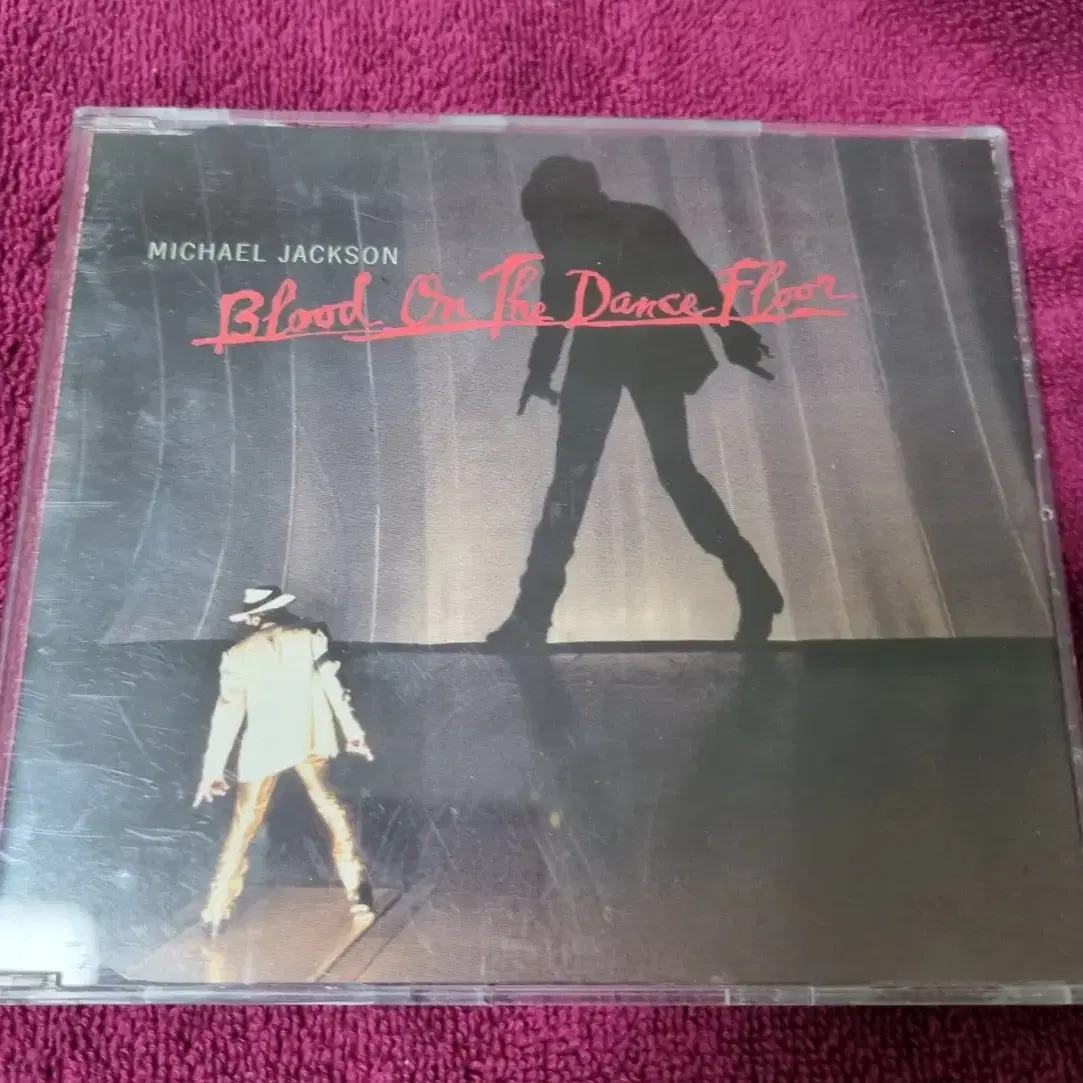 MICHAEL JACKSON
Blood On The Dance Floor